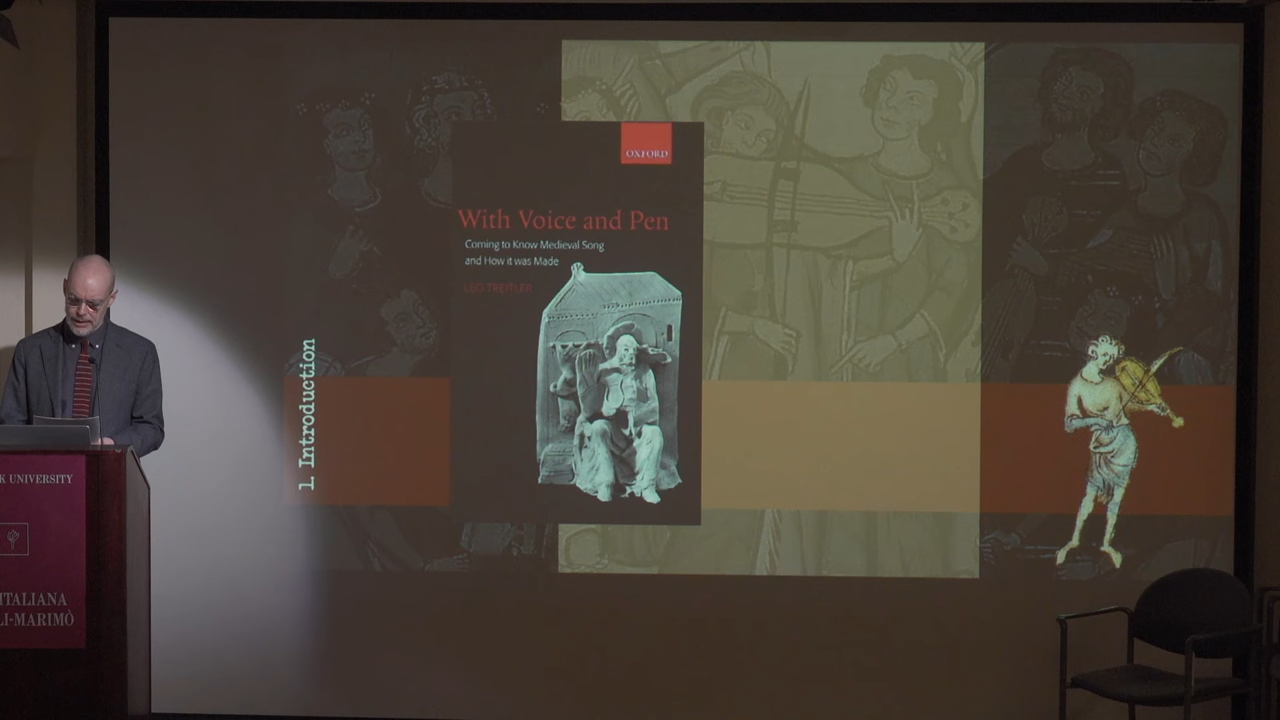 OXFORD
With Voice and Pen
Coming to Know Medieval Song
and How it was Made
LEO TREITLER
1. Introduction
K UNIVERSITY
ITALIANA
LI-MARIMÒ